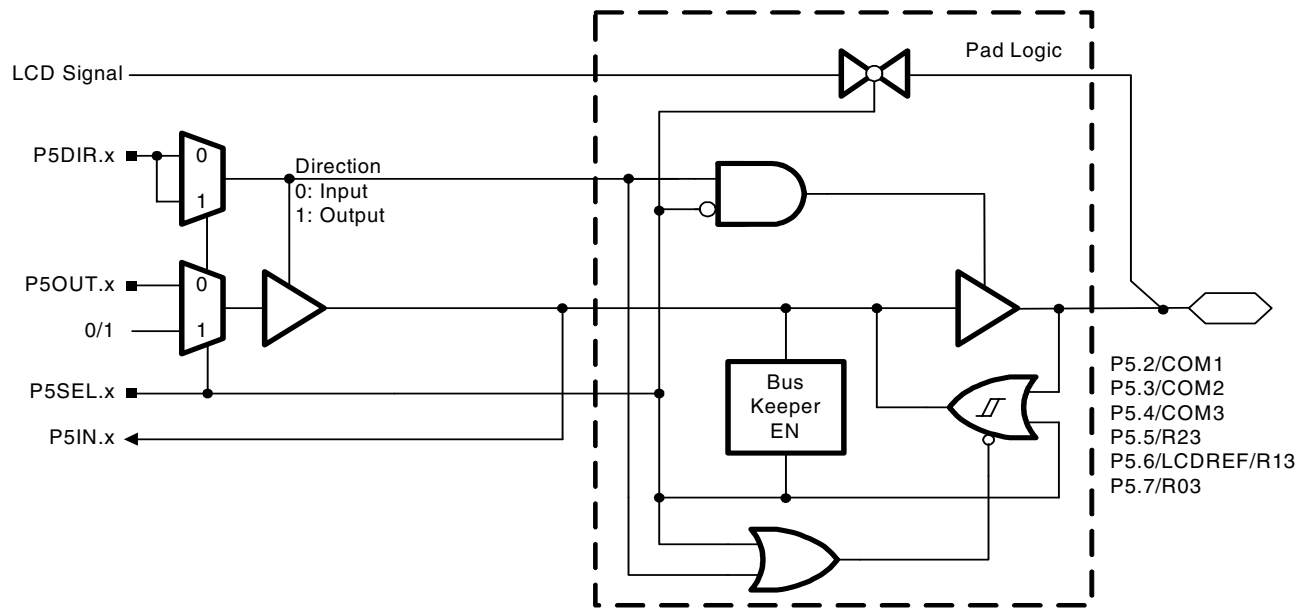 Pad Logic
LCD Signal
P5DIR.x
0
1
Direction
0: Input
1: Output
P5OUT.x
0
0/1
1
P5SEL.x
P5IN.x
Bus
Keeper
EN
P5.2/COM1
P5.3/COM2
P5.4/COM3
P5.5/R23
P5.6/LCDREF/R13
P5.7/R03